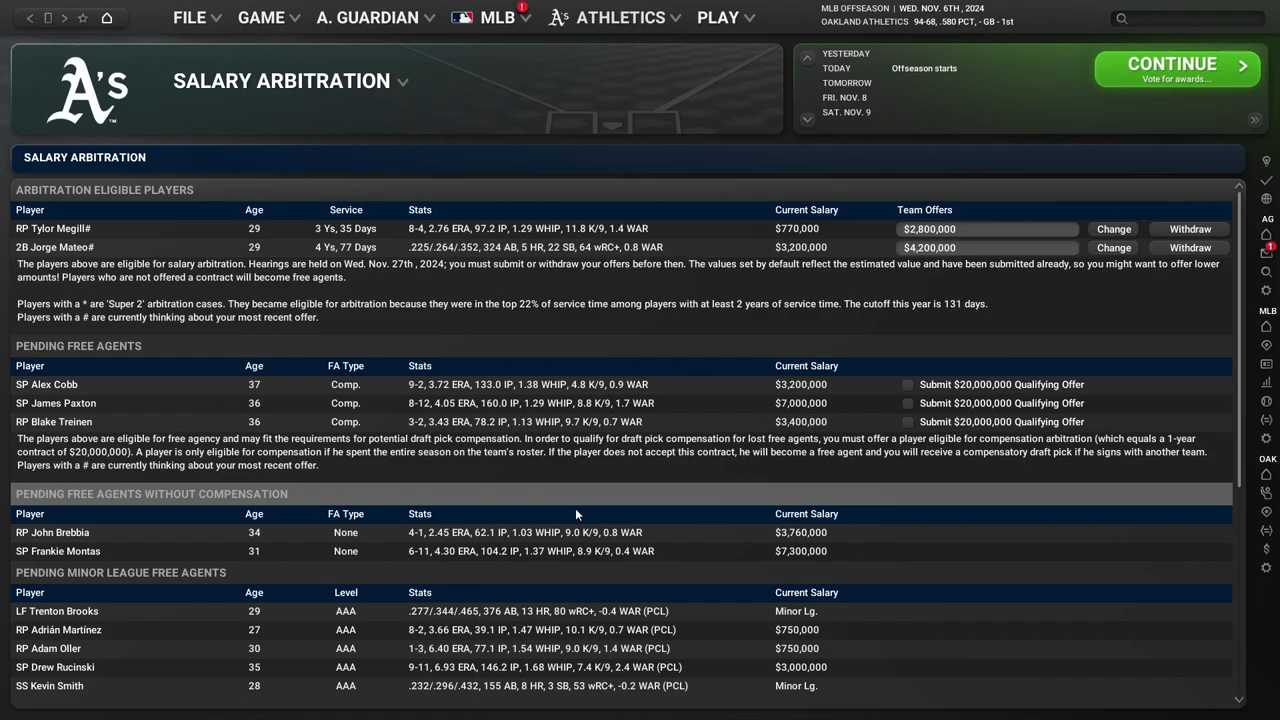 FILE GAME A. GUARDIAN MLB ! A's ATHLETICS PLAY
MLB OFFSEASON | WED. NOV. 6TH , 2024
OAKLAND ATHLETICS 94-68, .580 PCT, - GB - 1st
A's TM
SALARY ARBITRATION
YESTERDAY
TODAY Offseason starts
TOMORROW
FRI. NOV. 8
SAT. NOV. 9
CONTINUE
Vote for awards...
SALARY ARBITRATION
ARBITRATION ELIGIBLE PLAYERS
Player Age Service Stats Current Salary Team Offers
RP Tylor Megill# 29 3 Ys, 35 Days 8-4, 2.76 ERA, 97.2 IP, 1.29 WHIP, 11.8 K/9, 1.4 WAR $770,000 $2,800,000 Change Withdraw
2B Jorge Mateo# 29 4 Ys, 77 Days .225/.264/.352, 324 AB, 5 HR, 22 SB, 64 wRC+, 0.8 WAR $3,200,000 $4,200,000 Change Withdraw
The players above are eligible for salary arbitration. Hearings are held on Wed. Nov. 27th , 2024; you must submit or withdraw your offers before then. The values set by default reflect the estimated value and have been submitted already, so you might want to offer lower
amounts! Players who are not offered a contract will become free agents.
Players with a * are 'Super 2' arbitration cases. They became eligible for arbitration because they were in the top 22% of service time among players with at least 2 years of service time. The cutoff this year is 131 days.
Players with a # are currently thinking about your most recent offer.
PENDING FREE AGENTS
Player Age FA Type Stats Current Salary
SP Alex Cobb 37 Comp. 9-2, 3.72 ERA, 133.0 IP, 1.38 WHIP, 4.8 K/9, 0.9 WAR $3,200,000 Submit $20,000,000 Qualifying Offer
SP James Paxton 36 Comp. 8-12, 4.05 ERA, 160.0 IP, 1.29 WHIP, 8.8 K/9, 1.7 WAR $7,000,000 Submit $20,000,000 Qualifying Offer
RP Blake Treinen 36 Comp. 3-2, 3.43 ERA, 78.2 IP, 1.13 WHIP, 9.7 K/9, 0.7 WAR $3,400,000 Submit $20,000,000 Qualifying Offer
The players above are eligible for free agency and may fit the requirements for potential draft pick compensation. In order to qualify for draft pick compensation for lost free agents, you must offer a player eligible for compensation arbitration (which equals a 1-year
contract of $20,000,000). A player is only eligible for compensation if he spent the entire season on the team's roster. If the player does not accept this contract, he will become a free agent and you will receive a compensatory draft pick if he signs with another team.
Players with a # are currently thinking about your most recent offer.
PENDING FREE AGENTS WITHOUT COMPENSATION
Player Age FA Type Stats Current Salary
RP John Brebbia 34 None 4-1, 2.45 ERA, 62.1 IP, 1.03 WHIP, 9.0 K/9, 0.8 WAR $3,760,000
SP Frankie Montas 31 None 6-11, 4.30 ERA, 104.2 IP, 1.37 WHIP, 8.9 K/9, 0.4 WAR $7,300,000
PENDING MINOR LEAGUE FREE AGENTS
Player Age Level Stats Current Salary
LF Trenton Brooks 29 AAA .277/.344/.465, 376 AB, 13 HR, 80 wRC+, -0.4 WAR (PCL) Minor Lg.
RP Adrián Martínez 27 AAA 8-2, 3.66 ERA, 39.1 IP, 1.47 WHIP, 10.1 K/9, 0.7 WAR (PCL) $750,000
RP Adam Oller 30 AAA 1-3, 6.40 ERA, 77.1 IP, 1.54 WHIP, 9.0 K/9, 1.4 WAR (PCL) $750,000
SP Drew Rucinski 35 AAA 9-11, 6.93 ERA, 146.2 IP, 1.68 WHIP, 7.4 K/9, 2.4 WAR (PCL) $3,000,000
SS Kevin Smith 28 AAA .232/.296/.432, 155 AB, 8 HR, 3 SB, 53 wRC+, -0.2 WAR (PCL) Minor Lg.
AG
1
MLB
OAK